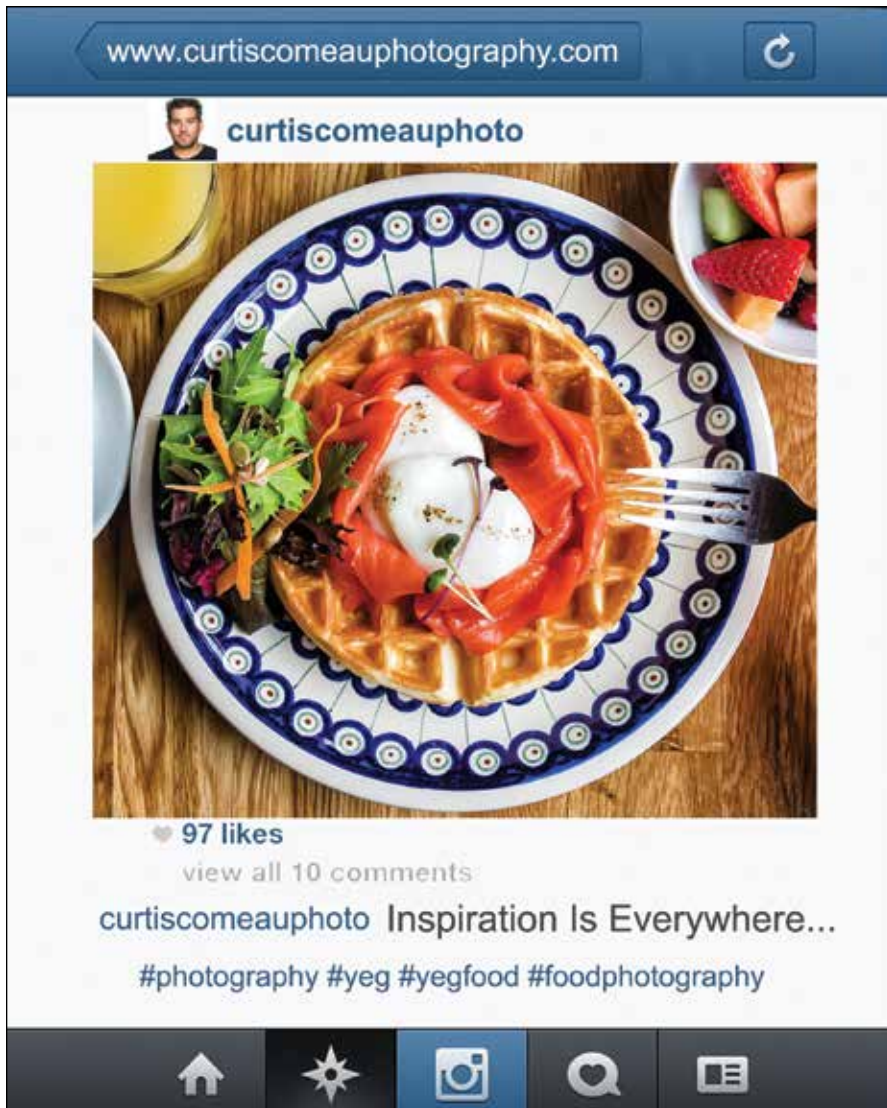 www.curtiscomeauphotography.com
curtiscomeauphoto
97 likes
view all 10 comments
curtiscomeauphoto Inspiration Is Everywhere...
#photography #yeg #yegfood #foodphotography